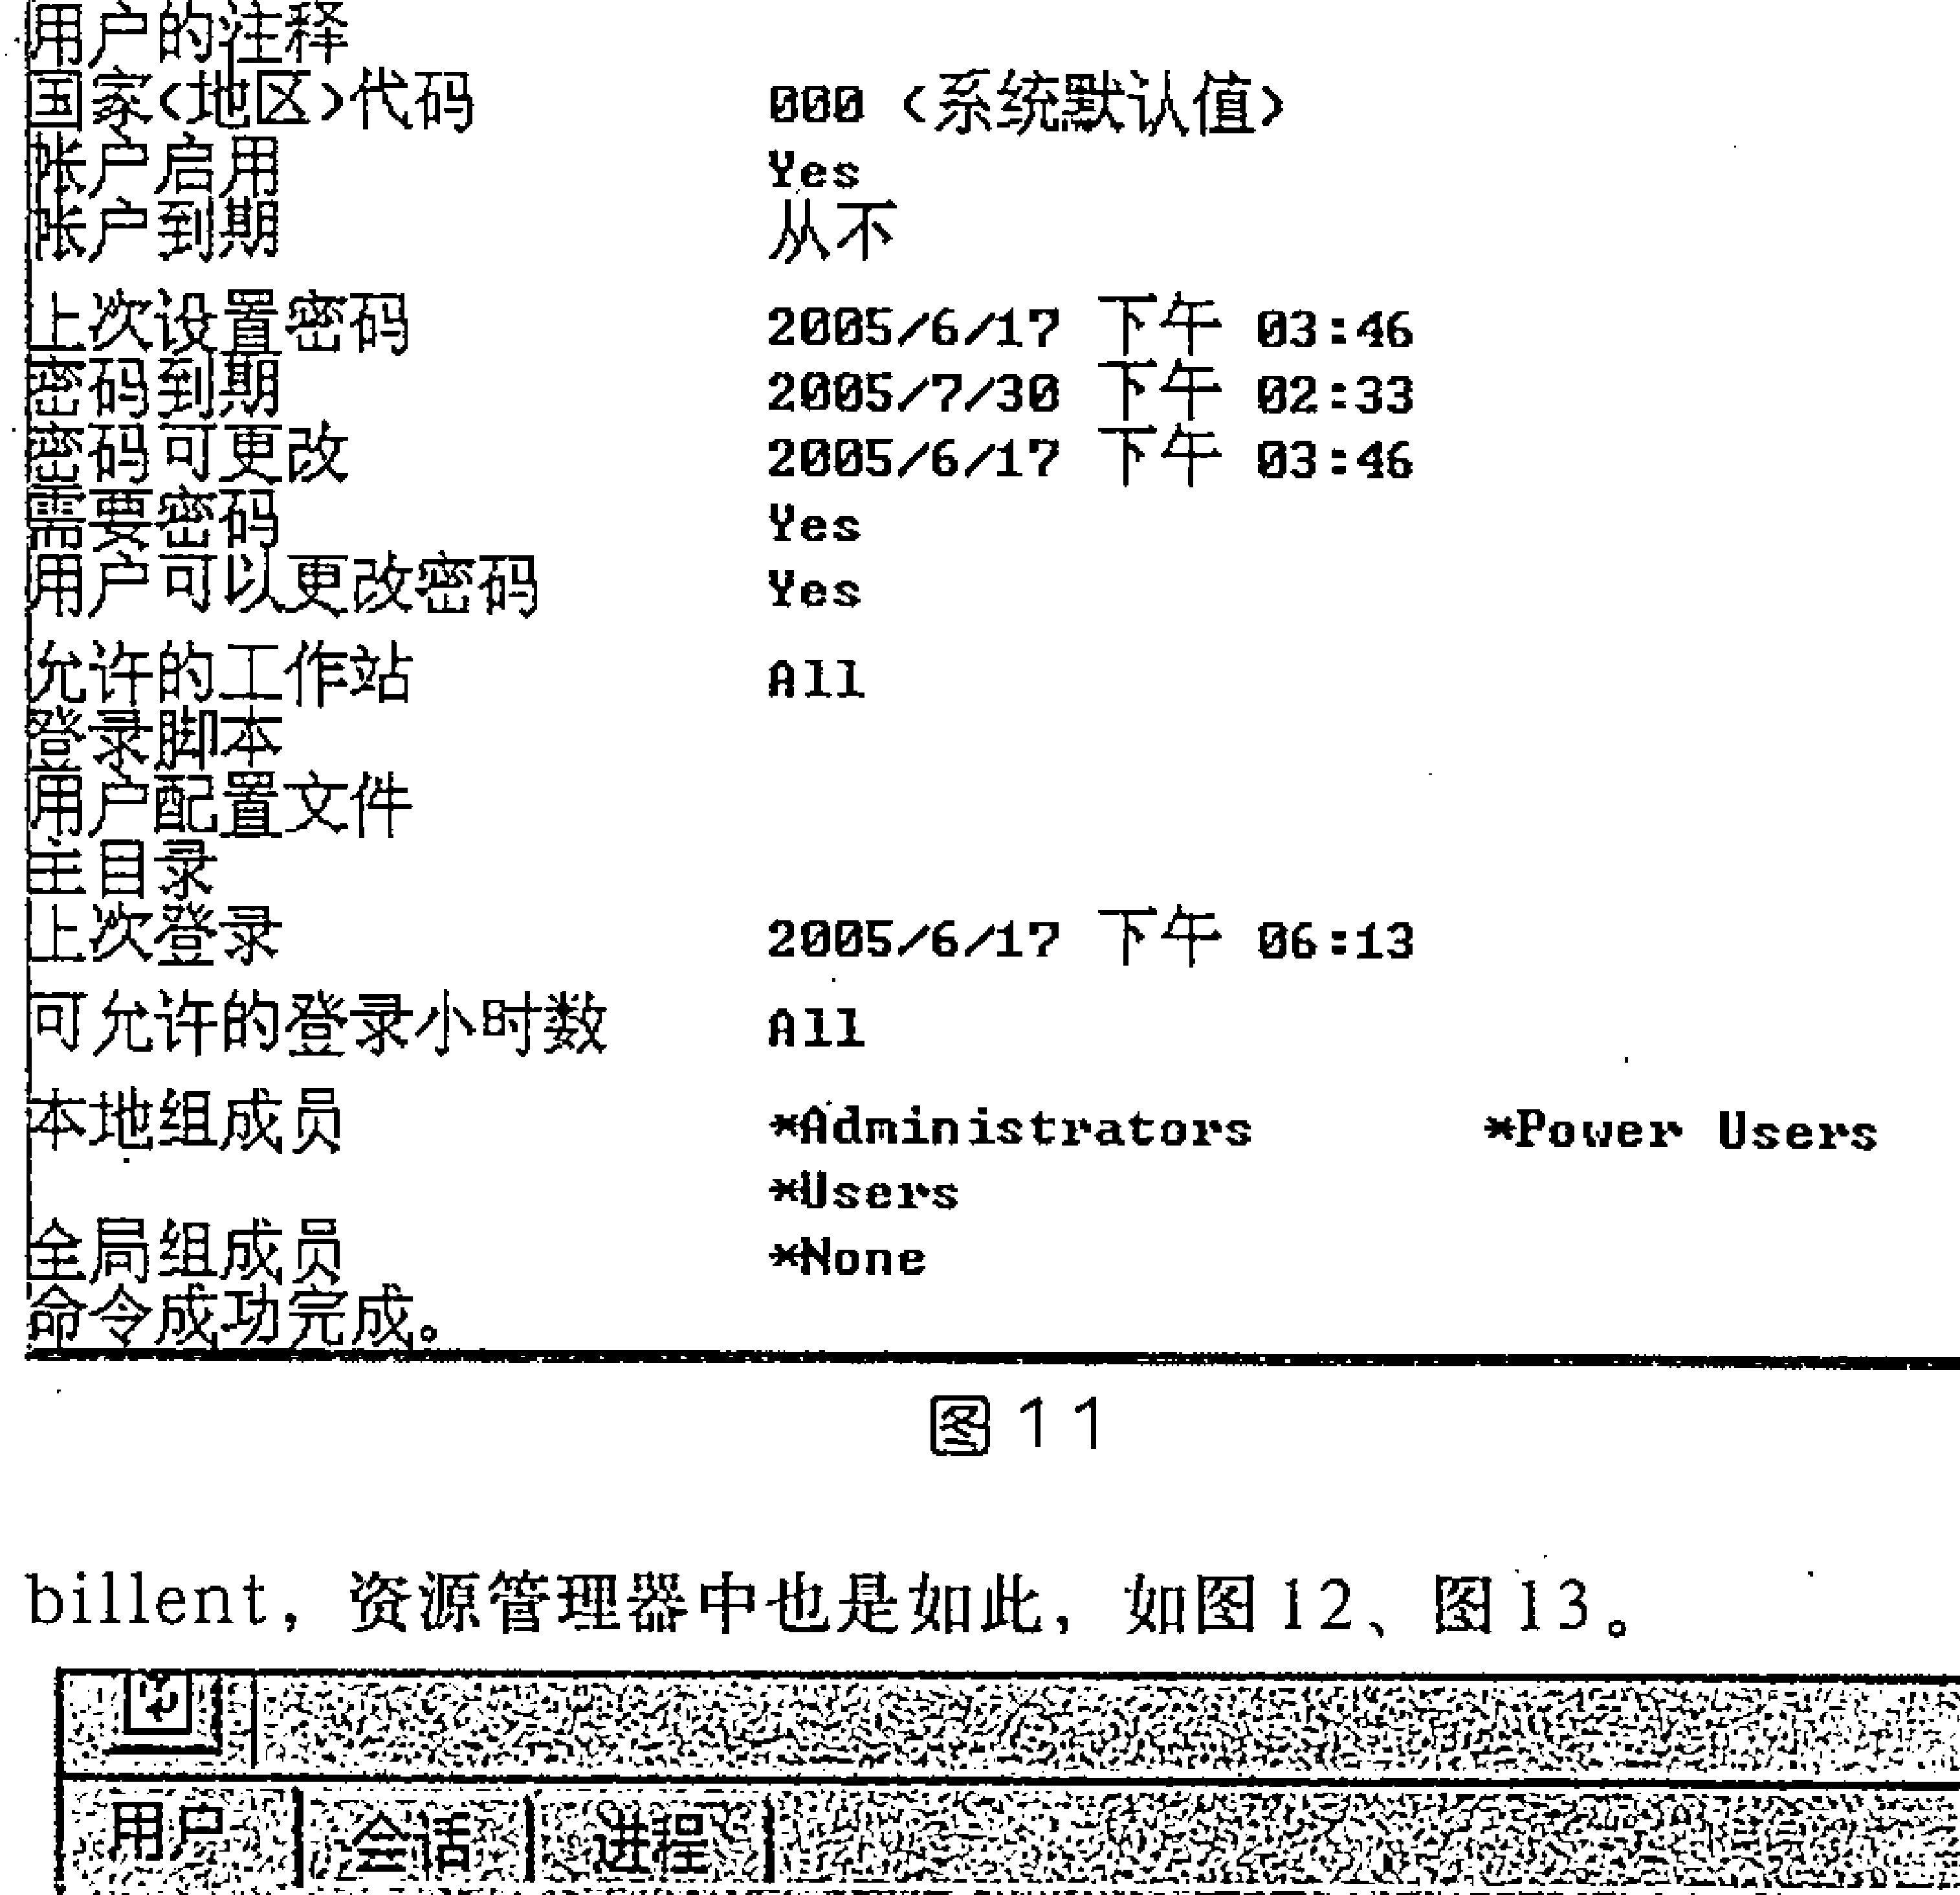 用户的注释
国家(地区)代码 000 (系统默认值)
帐户启用 Yes
帐户到期 从不
上次设置密码 2005/6/17 下午 03:46
密码到期 2005/7/30 下午 02:33
密码可更改 2005/6/17 下午 03:46
需要密码 Yes
用户可以更改密码 Yes
允许的工作站 All
登录脚本
用户配置文件
主目录
上次登录 2005/6/17 下午 06:13
可允许的登录小时数 All
本地组成员 *Administrators *Power Users
*Users
全局组成员 *None
命令成功完成。
图11
billent，资源管理器中也是如此，如图12、图13。
用户 会话 进程